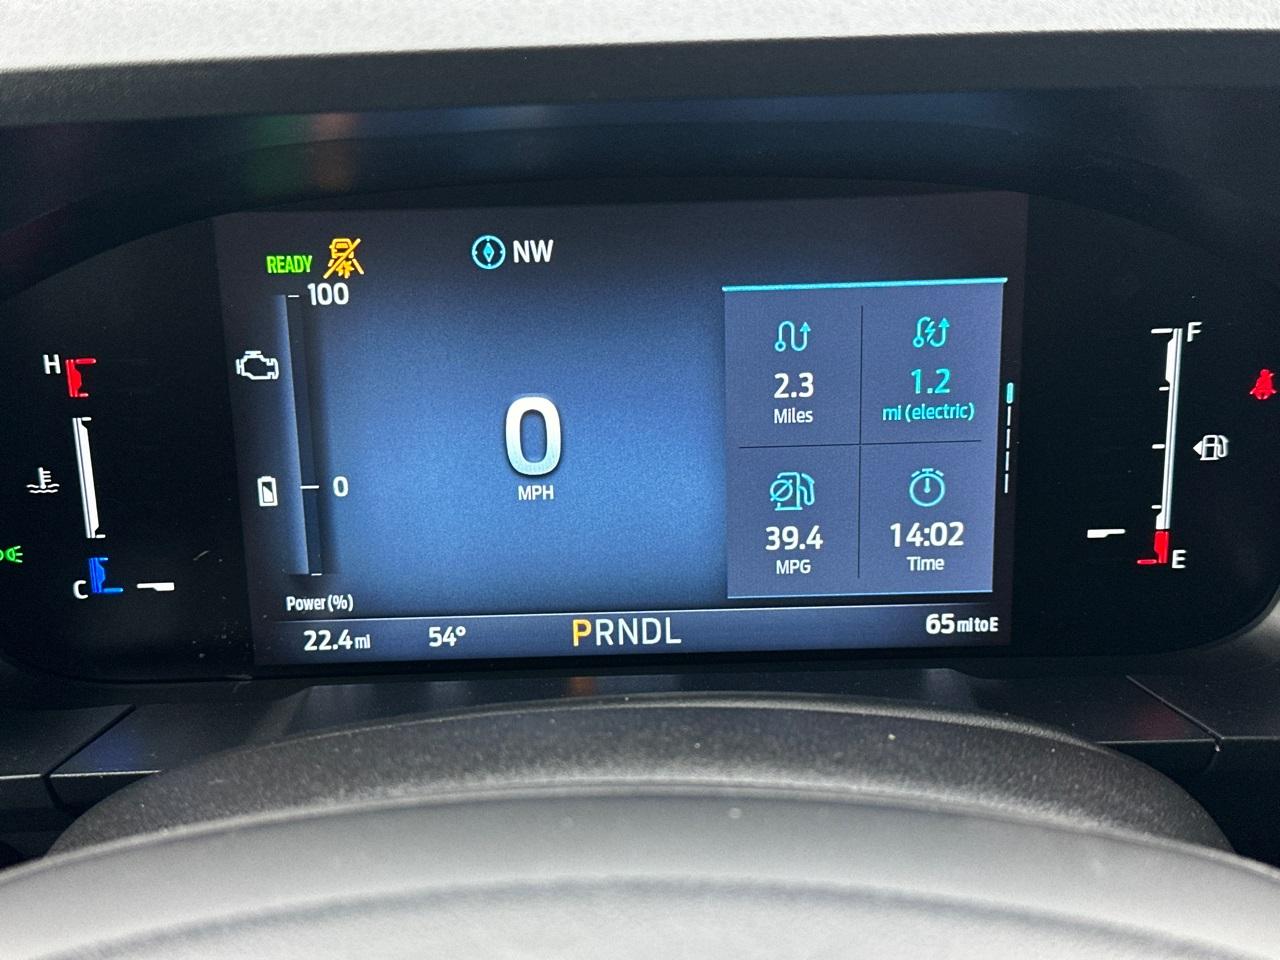 READY
NW
100
H
F
2.3
Miles
1.2
mi (electric)
0
MPH
0
39.4
MPG
14:02
Time
C
E
Power (%)
22.4 mi
54°
PRNDL
65 mi to E